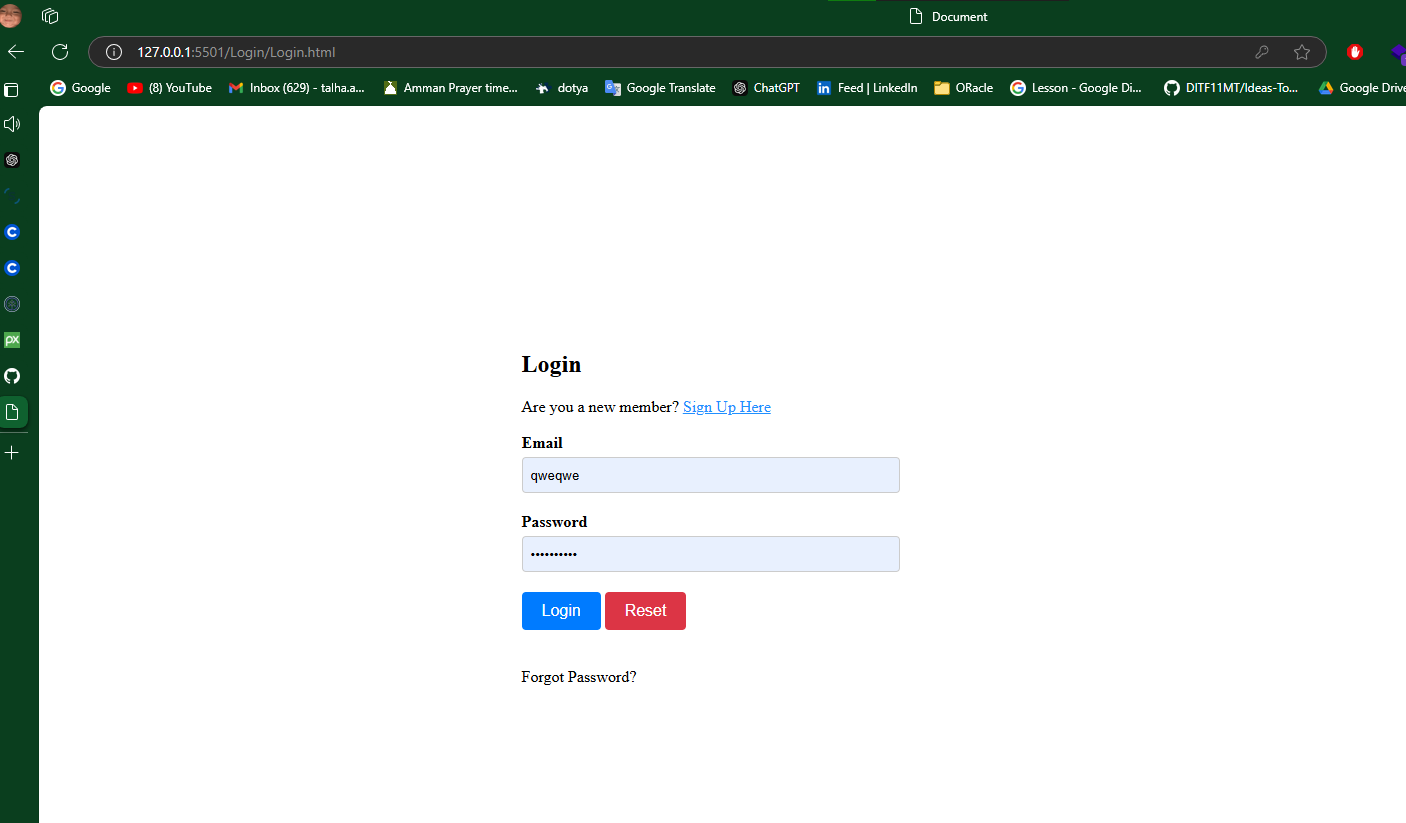 Document
127.0.0.1:5501/Login/Login.html
Google (8) YouTube Inbox (629) - talha.a... Amman Prayer time... dotya Google Translate ChatGPT Feed | LinkedIn ORacle Lesson - Google Di... DITF11MT/Ideas-To... Google Drive
Login
Are you a new member? Sign Up Here
Email
qweqwe
Password
••••••••••
Login Reset
Forgot Password?